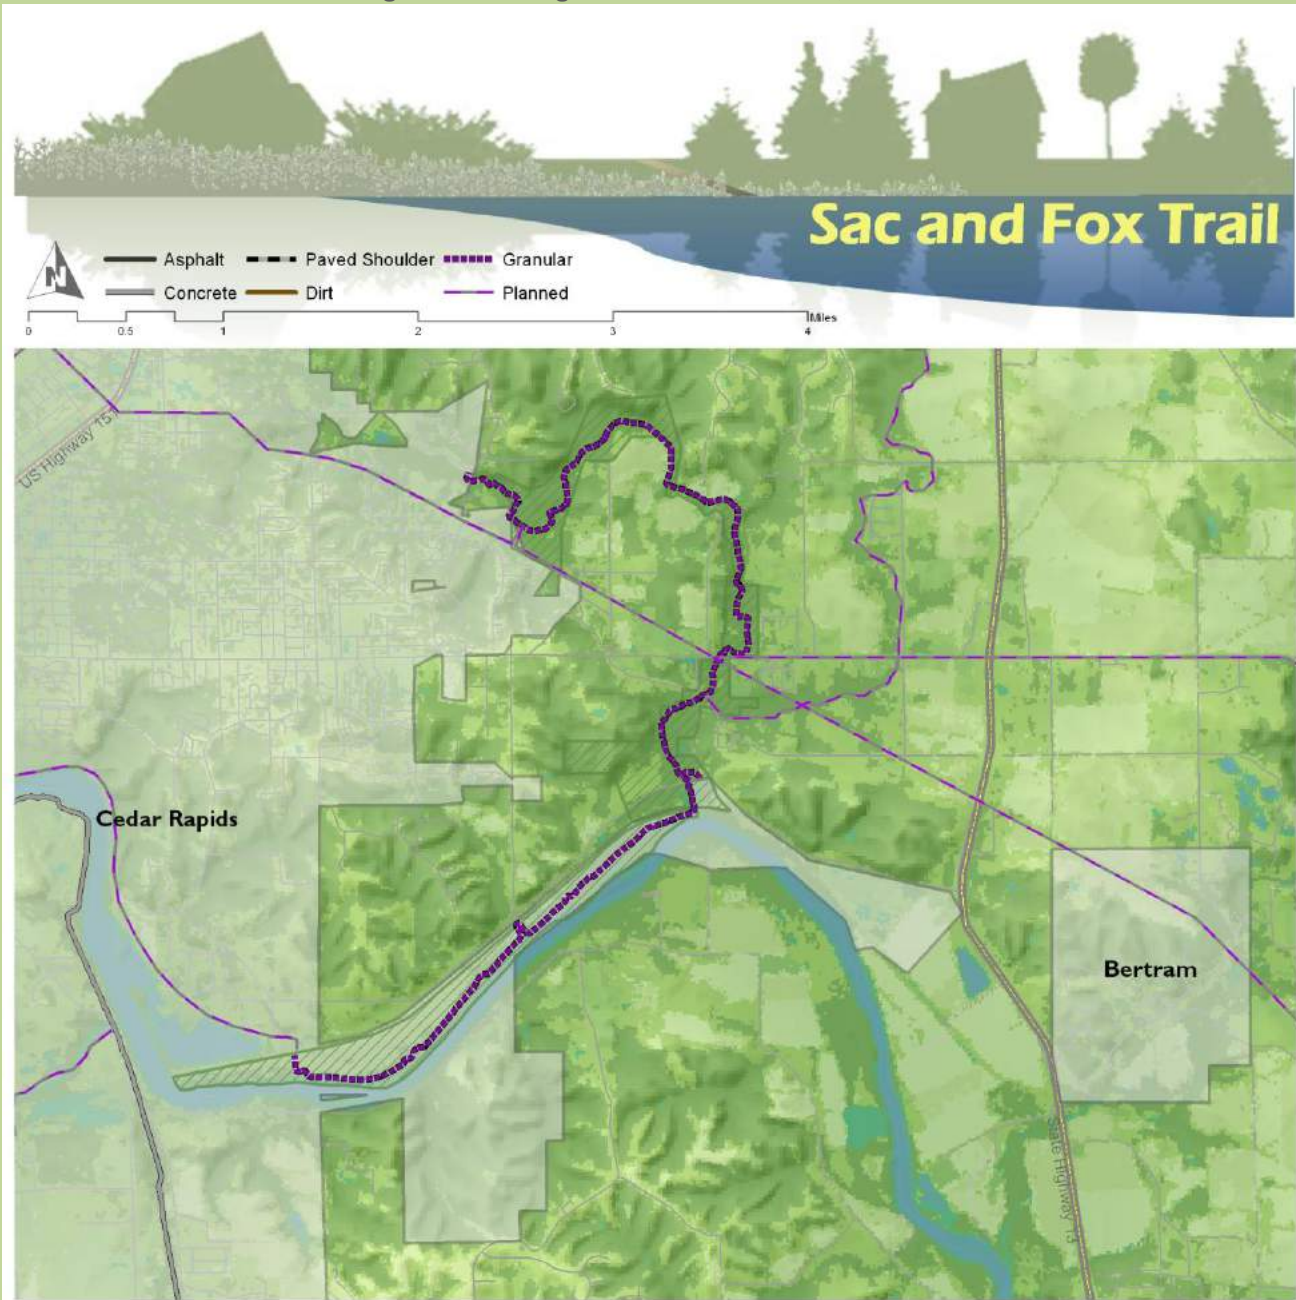 Sac and Fox Trail
N
Asphalt
Paved Shoulder
Granular
Concrete
Dirt
Planned
Miles
0
0.5
1
2
3
4
US Highway 151
Cedar Rapids
Bertram
State Highway 13